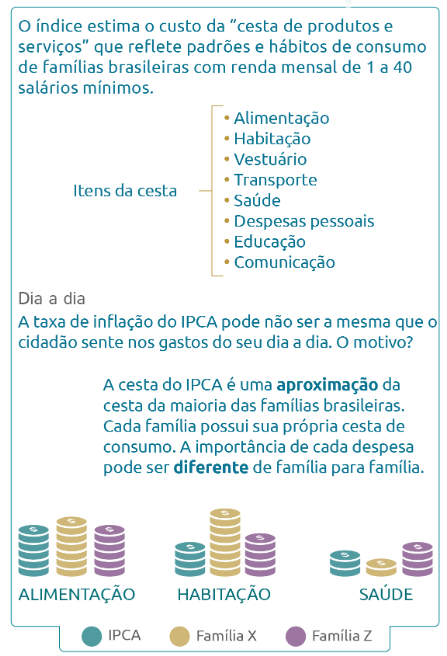 O índice estima o custo da “cesta de produtos e
serviços” que reflete padrões e hábitos de consumo
de famílias brasileiras com renda mensal de 1 a 40
salários mínimos.
Itens da cesta
• Alimentação
• Habitação
• Vestuário
• Transporte
• Saúde
• Despesas pessoais
• Educação
• Comunicação
Dia a dia
A taxa de inflação do IPCA pode não ser a mesma que o
cidadão sente nos gastos do seu dia a dia. O motivo?
A cesta do IPCA é uma aproximação da
cesta da maioria das famílias brasileiras.
Cada família possui sua própria cesta de
consumo. A importância de cada despesa
pode ser diferente de família para família.
$ $ $ $ $ $ $ $ $
ALIMENTAÇÃO HABITAÇÃO SAÚDE
IPCA Família X Família Z